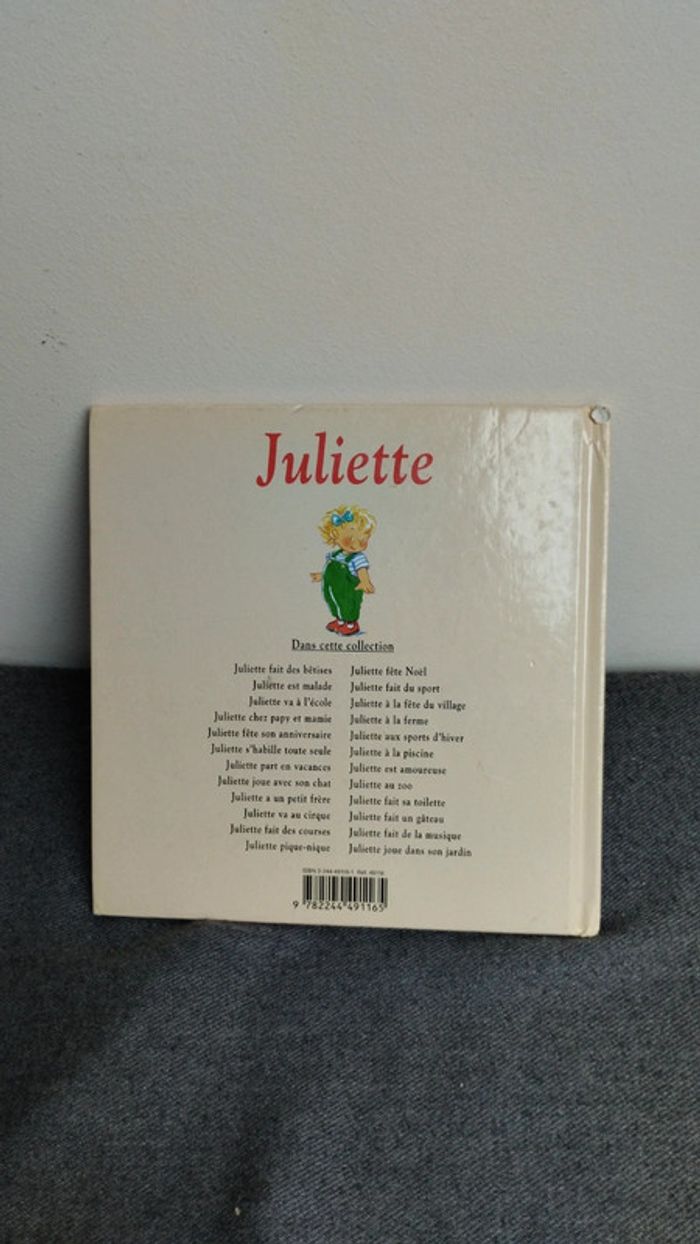 Juliette
Dans cette collection
Juliette fait des bêtises
Juliette est malade
Juliette va à l'école
Juliette chez papy et mamie
Juliette fête son anniversaire
Juliette s'habille toute seule
Juliette part en vacances
Juliette joue avec son chat
Juliette a un petit frère
Juliette va au cirque
Juliette fait des courses
Juliette pique-nique
Juliette fête Noël
Juliette fait du sport
Juliette à la fête du village
Juliette à la ferme
Juliette aux sports d'hiver
Juliette à la piscine
Juliette est amoureuse
Juliette au zoo
Juliette fait sa toilette
Juliette fait un gâteau
Juliette fait de la musique
Juliette joue dans son jardin
ISBN
9 782244 491165